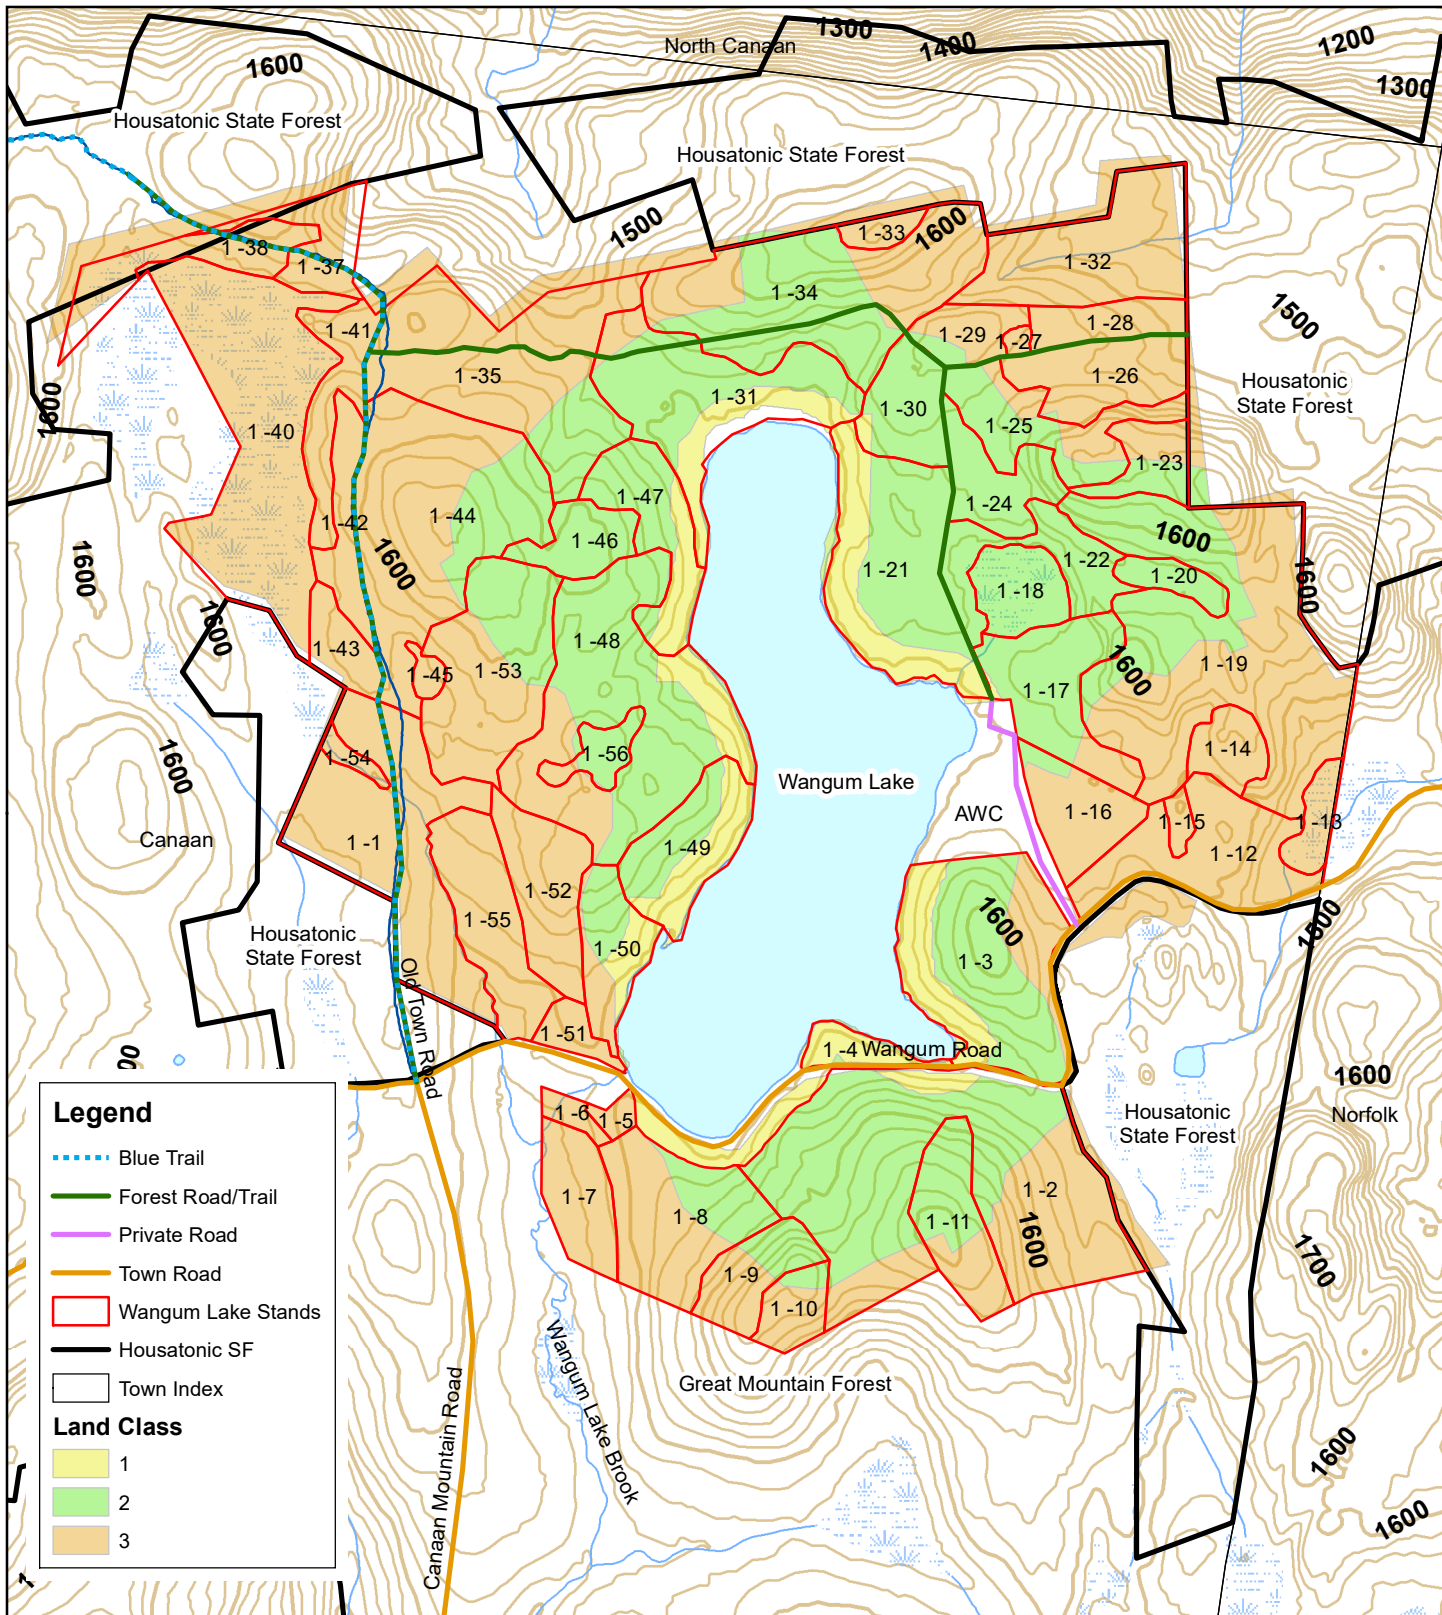 North Canaan
1300
1400
1200
1300
1600
Housatonic State Forest
Housatonic State Forest
1500
1600
1 -38
1 -37
1 -33
1 -32
1 -34
1500
1 -41
1 -35
1 -29
1 -27
1 -28
1 -26
Housatonic
State Forest
1600
1 -40
1 -31
1 -30
1 -25
1 -23
1 -42
1 -44
1 -47
1 -24
1600
1 -46
1600
1600
1 -21
1 -22
1 -20
1 -18
1600
1600
1 -43
1 -48
1 -45
1 -53
1 -17
1600
1 -19
1600
1 -54
1 -56
Wangum Lake
1 -14
AWC
1 -16
1 -15
1 -13
Canaan
1 -1
1 -49
1 -12
1 -52
1 -55
1600
1500
Housatonic
State Forest
1 -50
1 -3
Old Town Road
1 -51
1 -4
Wangum Road
1600
Norfolk
1 -6
1 -5
Housatonic
State Forest
1 -7
1 -8
1 -2
1 -11
1600
1700
1 -9
1 -10
Great Mountain Forest
Wangum Lake Brook
Canaan Mountain Road
1600
1600
Legend
Blue Trail
Forest Road/Trail
Private Road
Town Road
Wangum Lake Stands
Housatonic SF
Town Index
Land Class
1
2
3